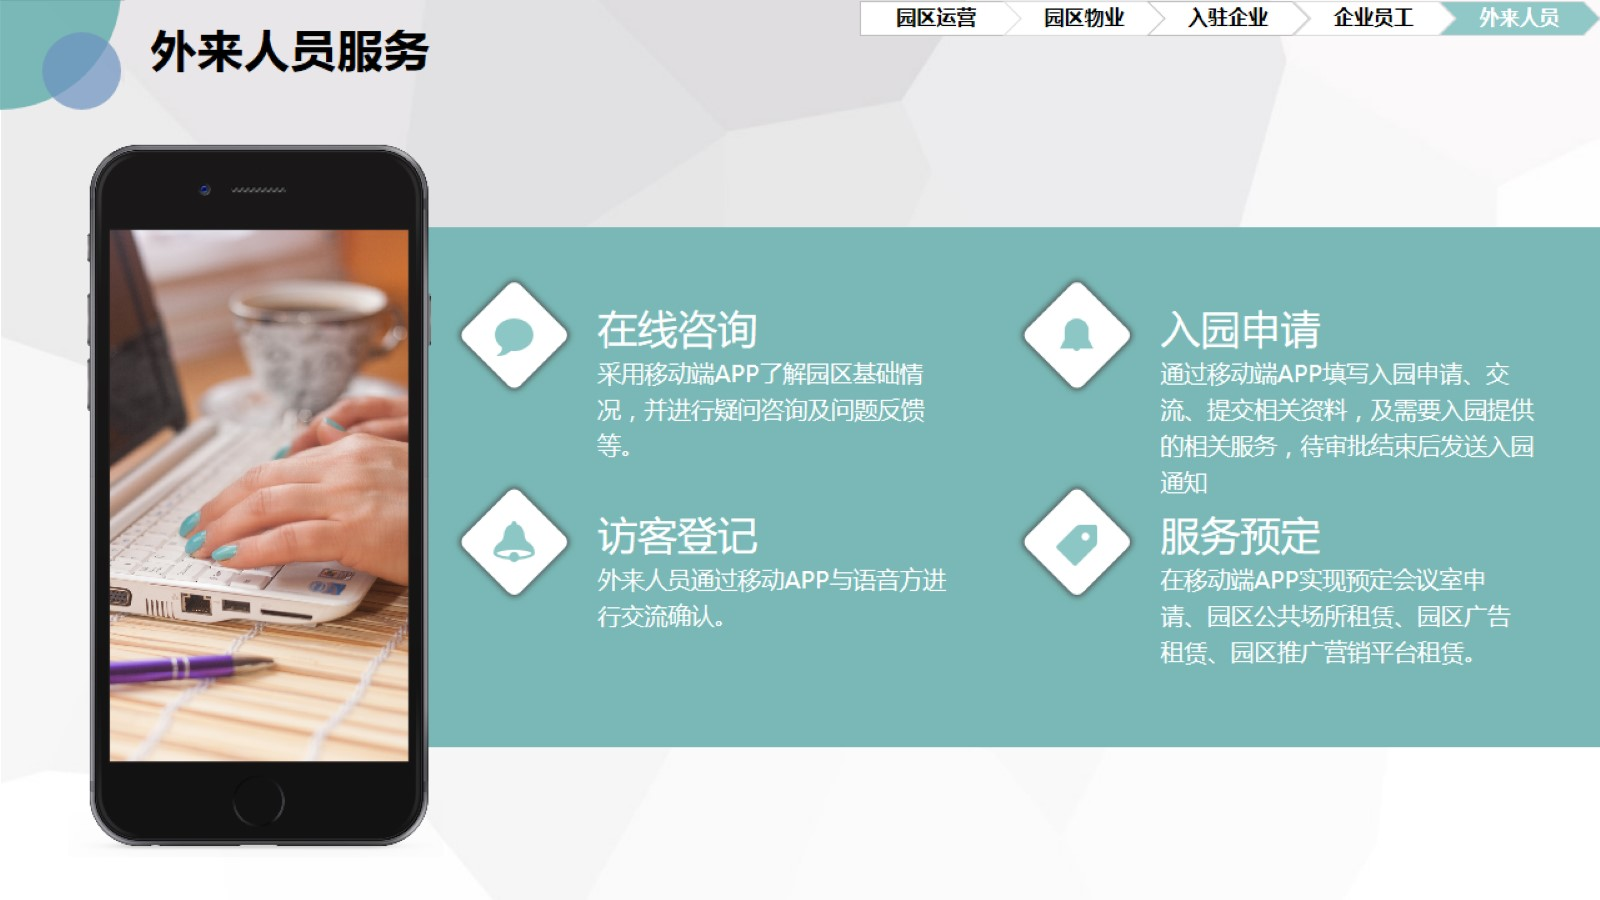 外来人员服务
园区运营
园区物业
入驻企业
企业员工
外来人员
在线咨询
采用移动端APP了解园区基础情
况，并进行疑问咨询及问题反馈
等。
入园申请
通过移动端APP填写入园申请、交
流、提交相关资料，及需要入园提供
的相关服务，待审批结束后发送入园
通知
访客登记
外来人员通过移动APP与语音方进
行交流确认。
服务预定
在移动端APP实现预定会议室申
请、园区公共场所租赁、园区广告
租赁、园区推广营销平台租赁。